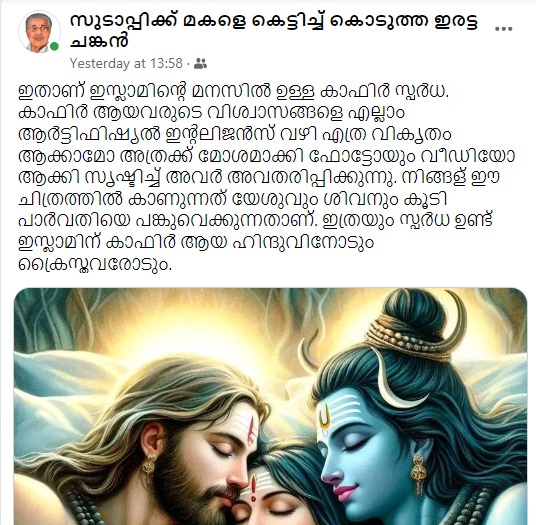 സുടാപ്പിക്ക് മകളെ കെട്ടിച്ച് കൊടുത്ത ഇരട്ട
ചങ്കൻ
Yesterday at 13:58 ·
ഇതാണ് ഇസ്ലാമിന്റെ മനസിൽ ഉള്ള കാഫിർ സ്പർധ.
കാഫിർ ആയവരുടെ വിശ്വാസങ്ങളെ എല്ലാം
ആർട്ടിഫിഷ്യൽ ഇന്റലിജൻസ് വഴി എത്ര വികൃതം
ആക്കാമോ അത്രക്ക് മോശമാക്കി ഫോട്ടോയും വീഡിയോ
ആക്കി സൃഷ്ടിച്ച് അവർ അവതരിപ്പിക്കുന്നു. നിങ്ങള് ഈ
ചിത്രത്തിൽ കാണുന്നത് യേശുവും ശിവനും കൂടി
പാർവതിയെ പങ്കുവെക്കുന്നതാണ്. ഇത്രയും സ്പർധ ഉണ്ട്
ഇസ്ലാമിന് കാഫിർ ആയ ഹിന്ദുവിനോടും
ക്രൈസ്തവരോടും.